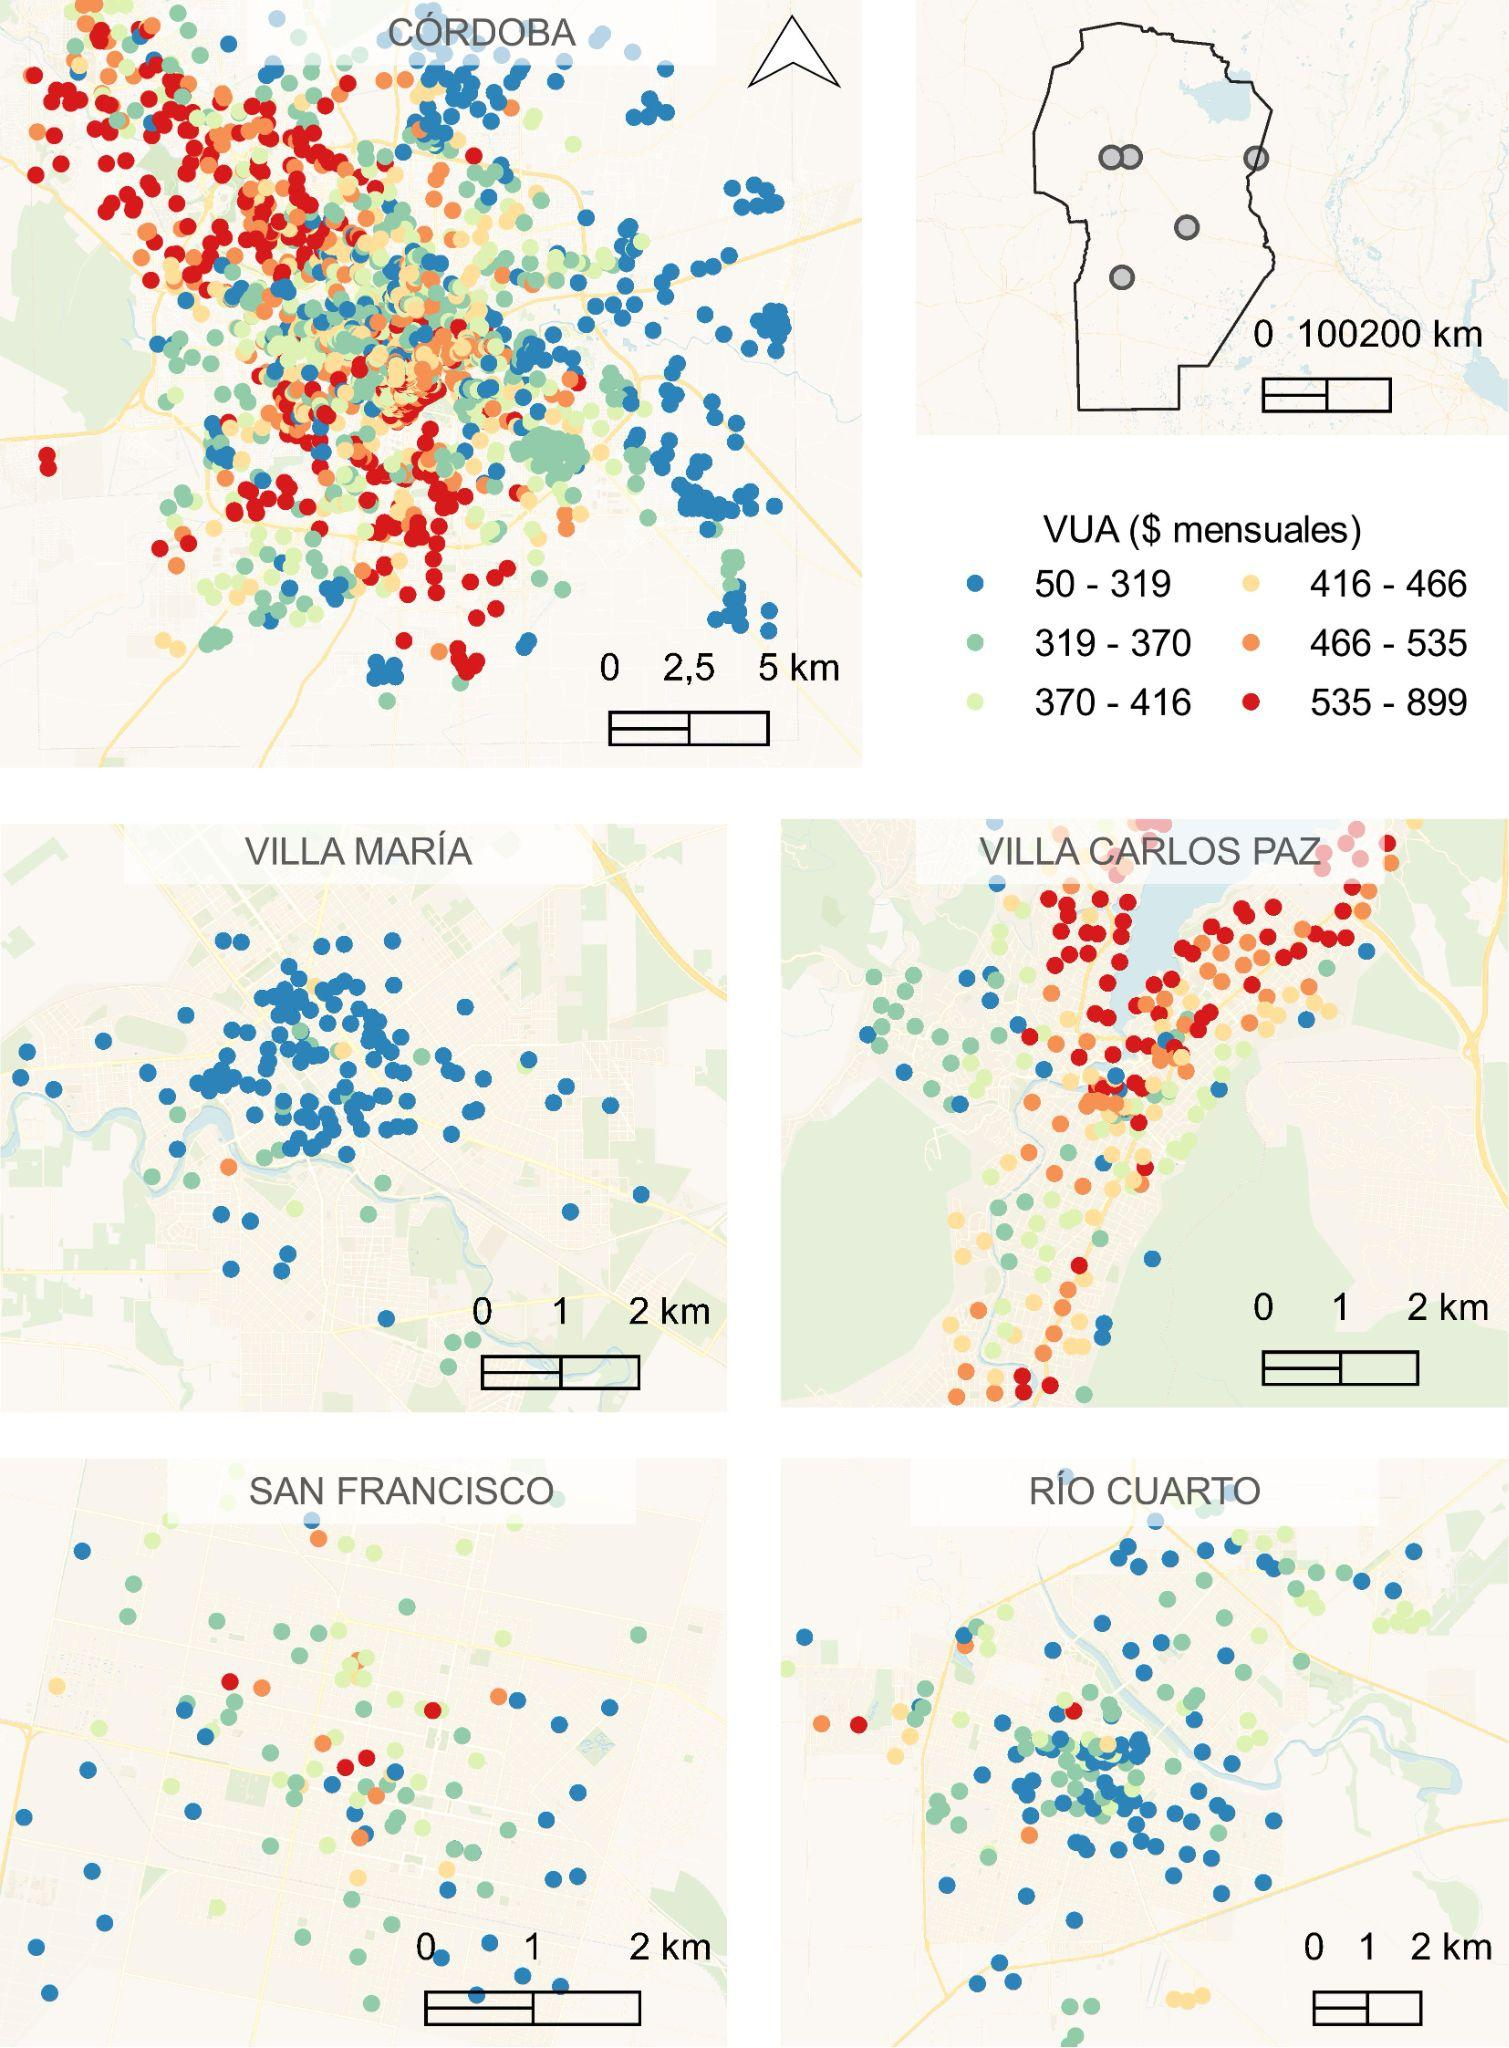 CÓRDOBA
0 2,5 5 km
0 100200 km
VUA ($ mensuales)
50 - 319
416 - 466
319 - 370
466 - 535
370 - 416
535 - 899
VILLA MARÍA
0 1 2 km
VILLA CARLOS PAZ
0 1 2 km
SAN FRANCISCO
0 1 2 km
RÍO CUARTO
0 1 2 km